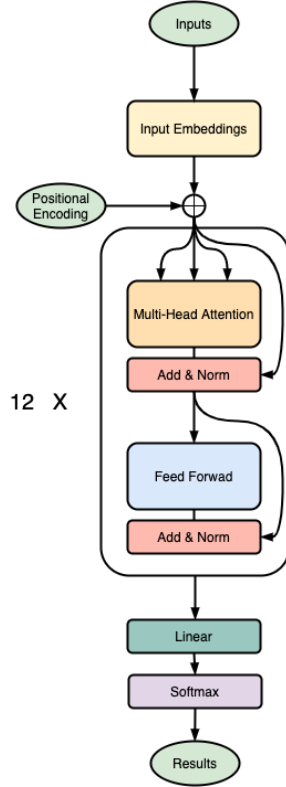 Inputs
Input Embeddings
Positional
Encoding
Multi-Head Attention
Add & Norm
12 X
Feed Forwad
Add & Norm
Linear
Softmax
Results